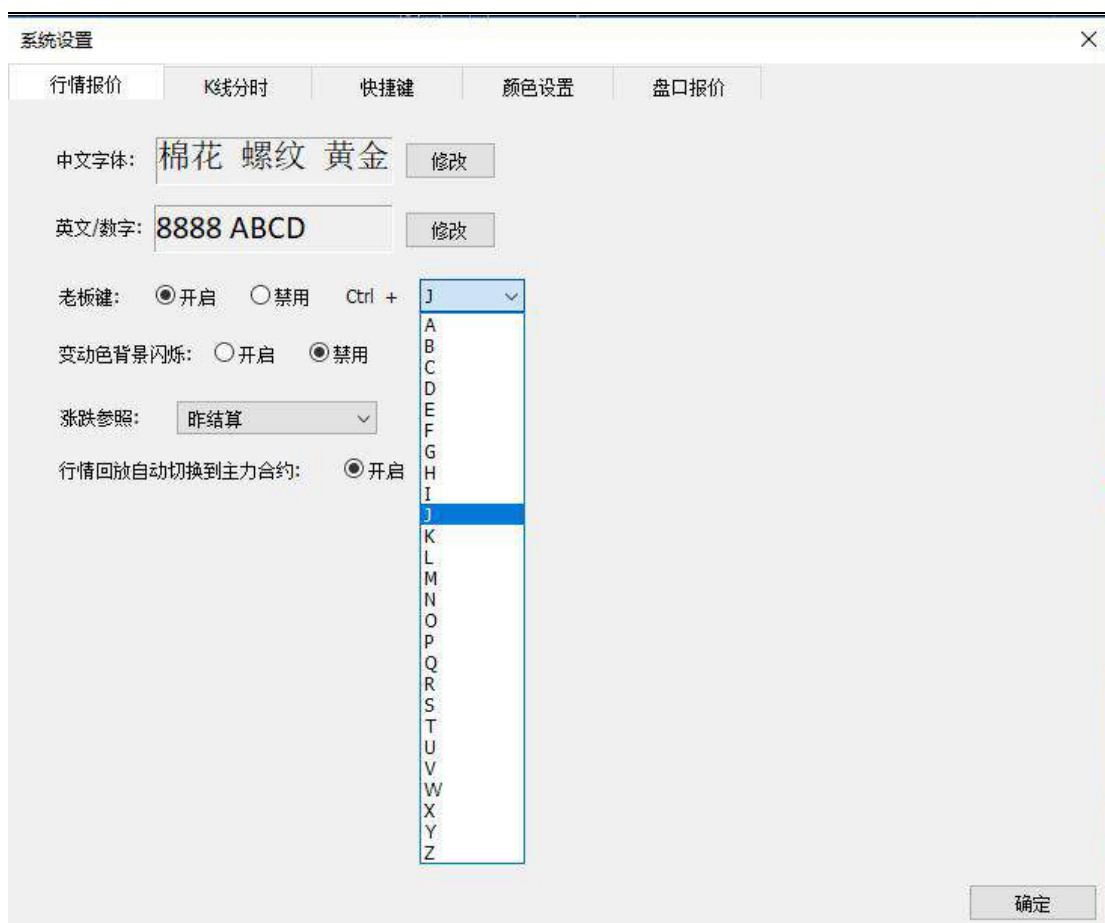 系统设置
行情报价 K线分时 快捷键 颜色设置 盘口报价
中文字体： 棉花 螺纹 黄金 修改
英文/数字： 8888 ABCD 修改
老板键： 开启 禁用 Ctrl + J
A
B
C
变动色背景闪烁： 开启 禁用
D
E
F
涨跌参照： 昨结算
G
H
行情回放自动切换到主力合约： 开启
I
J
K
L
M
N
O
P
Q
R
S
T
U
V
W
X
Y
Z
确定